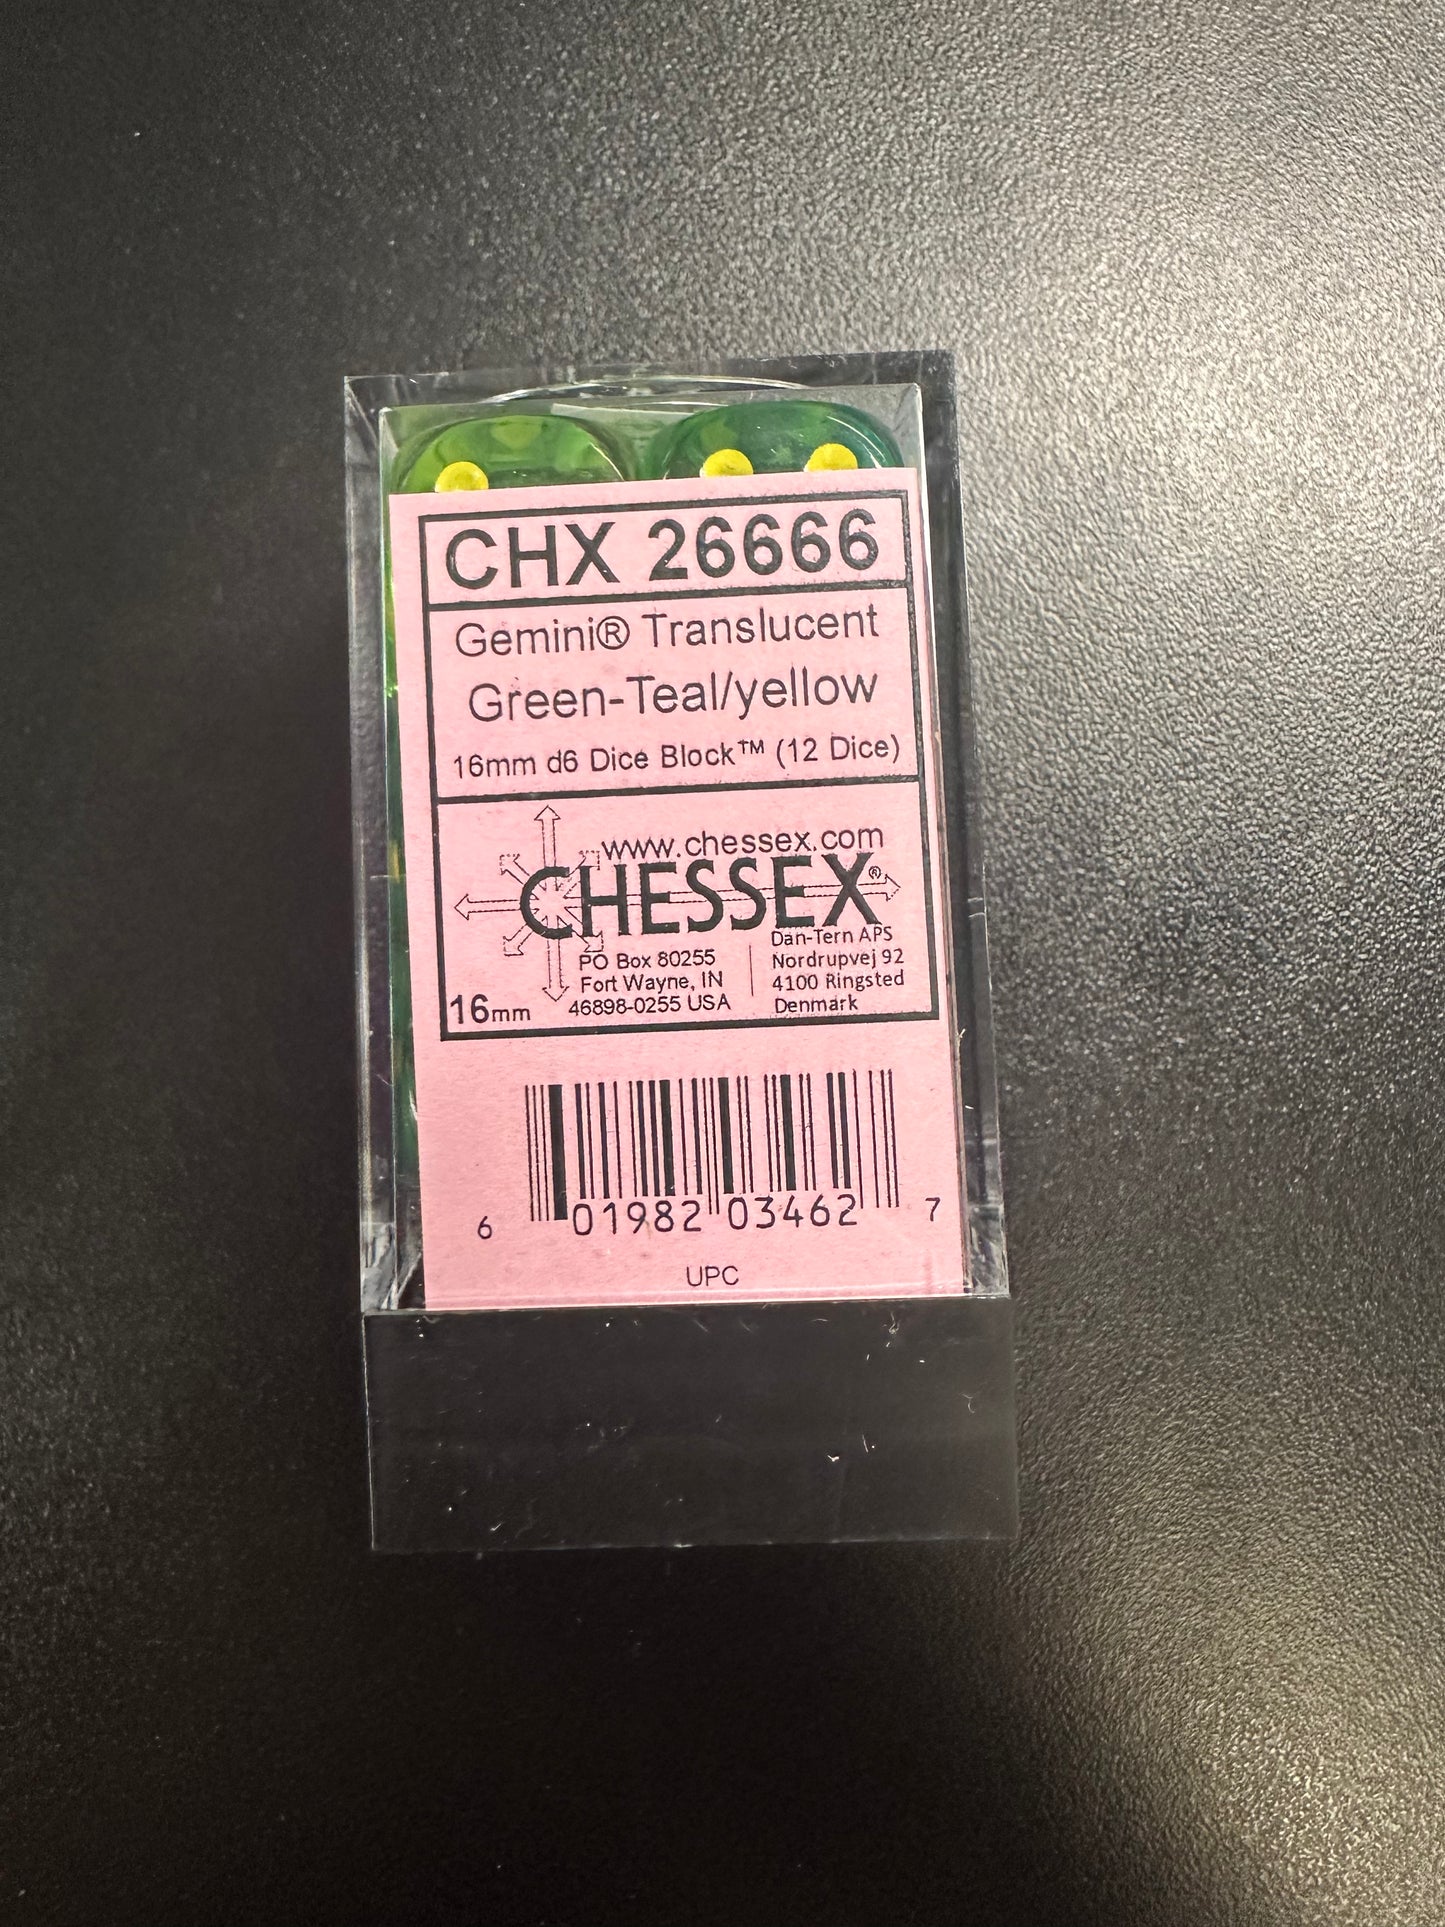 CHX 26666
Gemini® Translucent
Green-Teal/yellow
16mm d6 Dice Block™ (12 Dice)
www.chessex.com
CHESSEX®
PO Box 80255
Fort Wayne, IN
46898-0255 USA
Dan-Tern APS
Nordrupvej 92
4100 Ringsted
Denmark
16mm
6 01982 03462 7
UPC